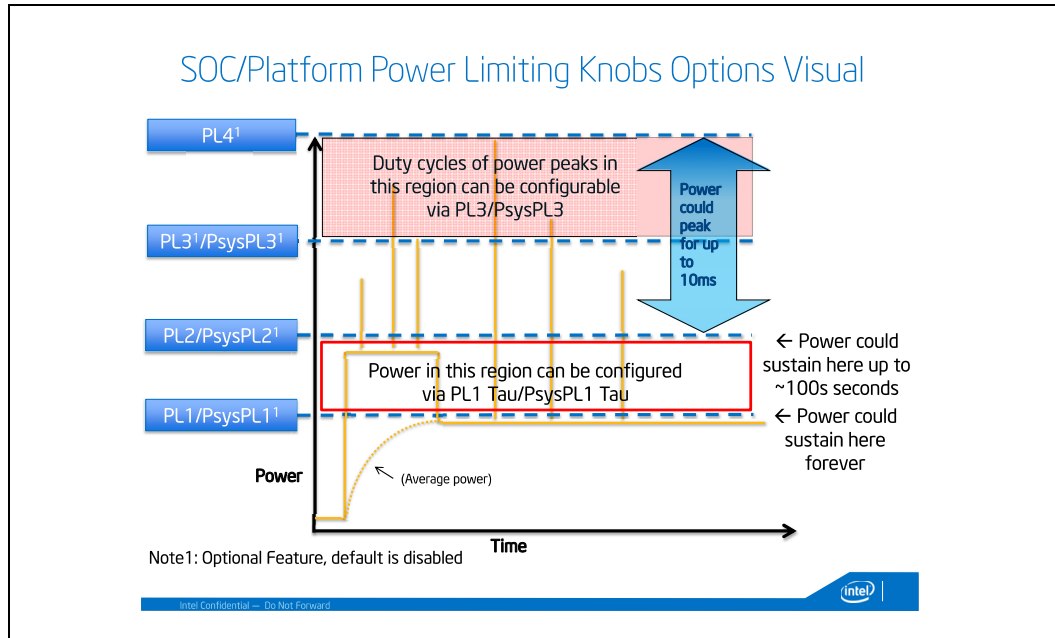 SOC/Platform Power Limiting Knobs Options Visual
PL4¹
Duty cycles of power peaks in
this region can be configurable
via PL3/PsysPL3
Power
could
peak
for up
to
10ms
PL3¹/PsysPL3¹
PL2/PsysPL2¹
← Power could
sustain here up to
~100s seconds
Power in this region can be configured
via PL1 Tau/PsysPL1 Tau
PL1/PsysPL1¹
← Power could
sustain here
forever
Power
(Average power)
Time
Note1: Optional Feature, default is disabled
Intel Confidential — Do Not Forward
intel